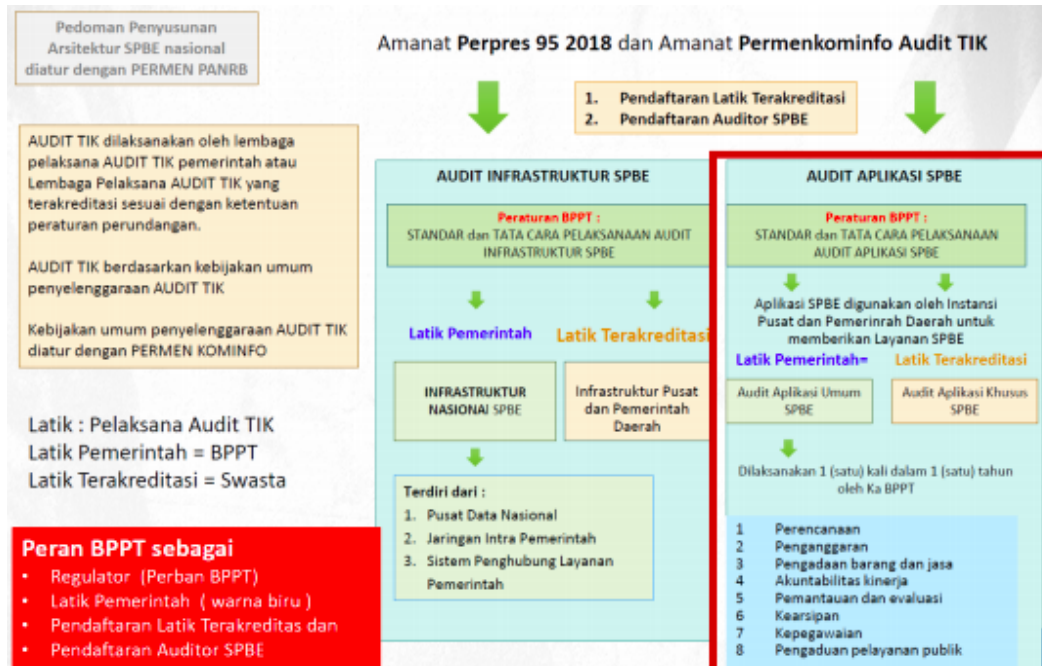 Pedoman Penyusunan
Arsitektur SPBE nasional
diatur dengan PERMEN PANRB
Amanat Perpres 95 2018 dan Amanat Permenkominfo Audit TIK
1. Pendaftaran Latik Terakreditasi
2. Pendaftaran Auditor SPBE
AUDIT TIK dilaksanakan oleh lembaga
pelaksana AUDIT TIK pemerintah atau
Lembaga Pelaksana AUDIT TIK yang
terakreditasi sesuai dengan ketentuan
peraturan perundangan.
AUDIT TIK berdasarkan kebijakan umum
penyelenggaraan AUDIT TIK
Kebijakan umum penyelenggaraan AUDIT TIK
diatur dengan PERMEN KOMINFO
Latik : Pelaksana Audit TIK
Latik Pemerintah = BPPT
Latik Terakreditasi = Swasta
Peran BPPT sebagai
• Regulator (Perban BPPT)
• Latik Pemerintah ( warna biru )
• Pendaftaran Latik Terakreditas dan
• Pendaftaran Auditor SPBE
AUDIT INFRASTRUKTUR SPBE
Peraturan BPPT :
STANDAR dan TATA CARA PELAKSANAAN AUDIT
INFRASTRUKTUR SPBE
Latik Pemerintah
Latik Terakreditasi
INFRASTRUKTUR
NASIONAl SPBE
Infrastruktur Pusat
dan Pemerintah
Daerah
Terdiri dari :
1. Pusat Data Nasional
2. Jaringan Intra Pemerintah
3. Sistem Penghubung Layanan
Pemerintah
AUDIT APLIKASI SPBE
Peraturan BPPT :
STANDAR dan TATA CARA PELAKSANAAN
AUDIT APLIKASI SPBE
Aplikasi SPBE digunakan oleh Instansi
Pusat dan Pemerinrah Daerah untuk
memberikan Layanan SPBE
Latik Pemerintah=
Latik Terakreditasi
Audit Aplikasi Umum
SPBE
Audit Aplikasi Khusus
SPBE
Dilaksanakan 1 (satu) kali dalam 1 (satu) tahun
oleh Ka BPPT
1 Perencanaan
2 Penganggaran
3 Pengadaan barang dan jasa
4 Akuntabilitas kinerja
5 Pemantauan dan evaluasi
6 Kearsipan
7 Kepegawaian
8 Pengaduan pelayanan publik